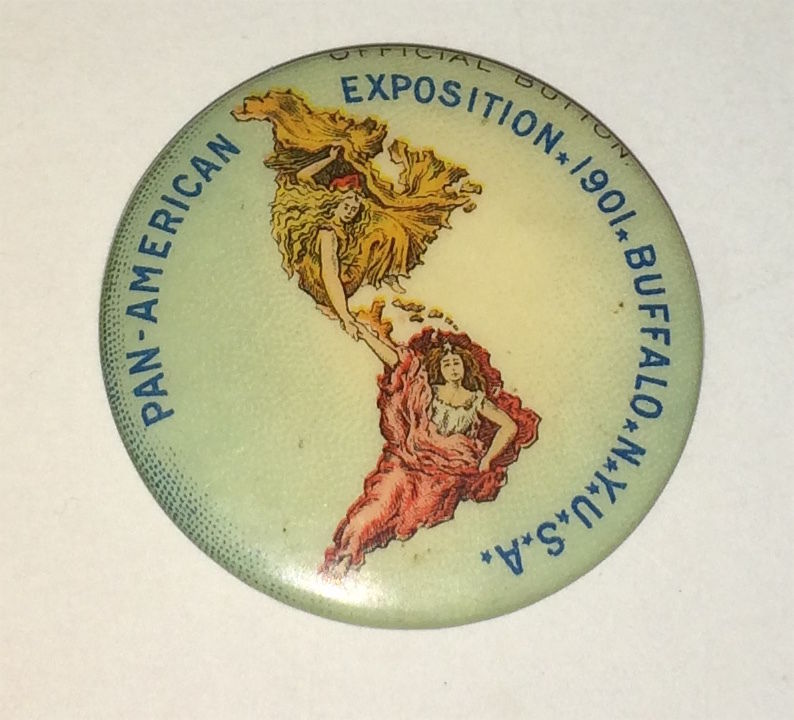 OFFICIAL BUTTON
PAN-AMERICAN EXPOSITION★1901★BUFFALO★N.★Y.★U.★S.★A.★